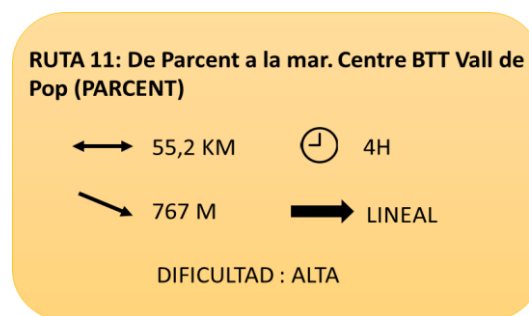 RUTA 11: De Parcent a la mar. Centre BTT Vall de
Pop (PARCENT)
55,2 KM
4H
767 M
LINEAL
DIFICULTAD : ALTA